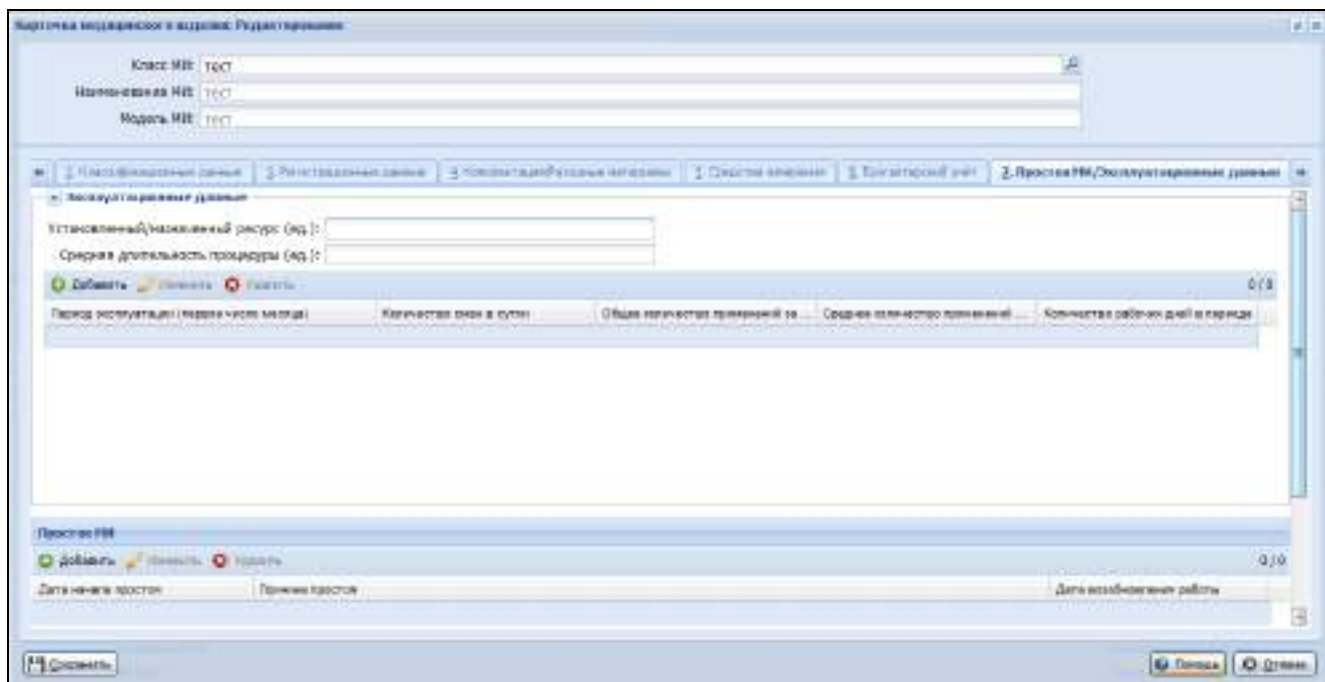 Карточка медицинского изделия: Редактирование
Класс МИ: тест
Наименование МИ: тест
Модель МИ: тест
2. Классификационные данные 3. Регистрационные данные 4. Комплектация/Расходные материалы 5. Средства измерения 6. Бухгалтерский учёт 7. Простои МИ/Эксплуатационные данные
Эксплуатационные данные
Установленный/назначенный ресурс (ед.):
Средняя длительность процедуры (ед.):
Добавить Изменить Удалить 0 / 0
Период эксплуатации (первое число месяца) Количество смен в сутки Общее количество применений за ... Среднее количество применений ... Количество рабочих дней в периоде
Простои МИ
Добавить Изменить Удалить 0 / 0
Дата начала простоя Причина простоя Дата возобновления работы
Сохранить Помощь Отмена